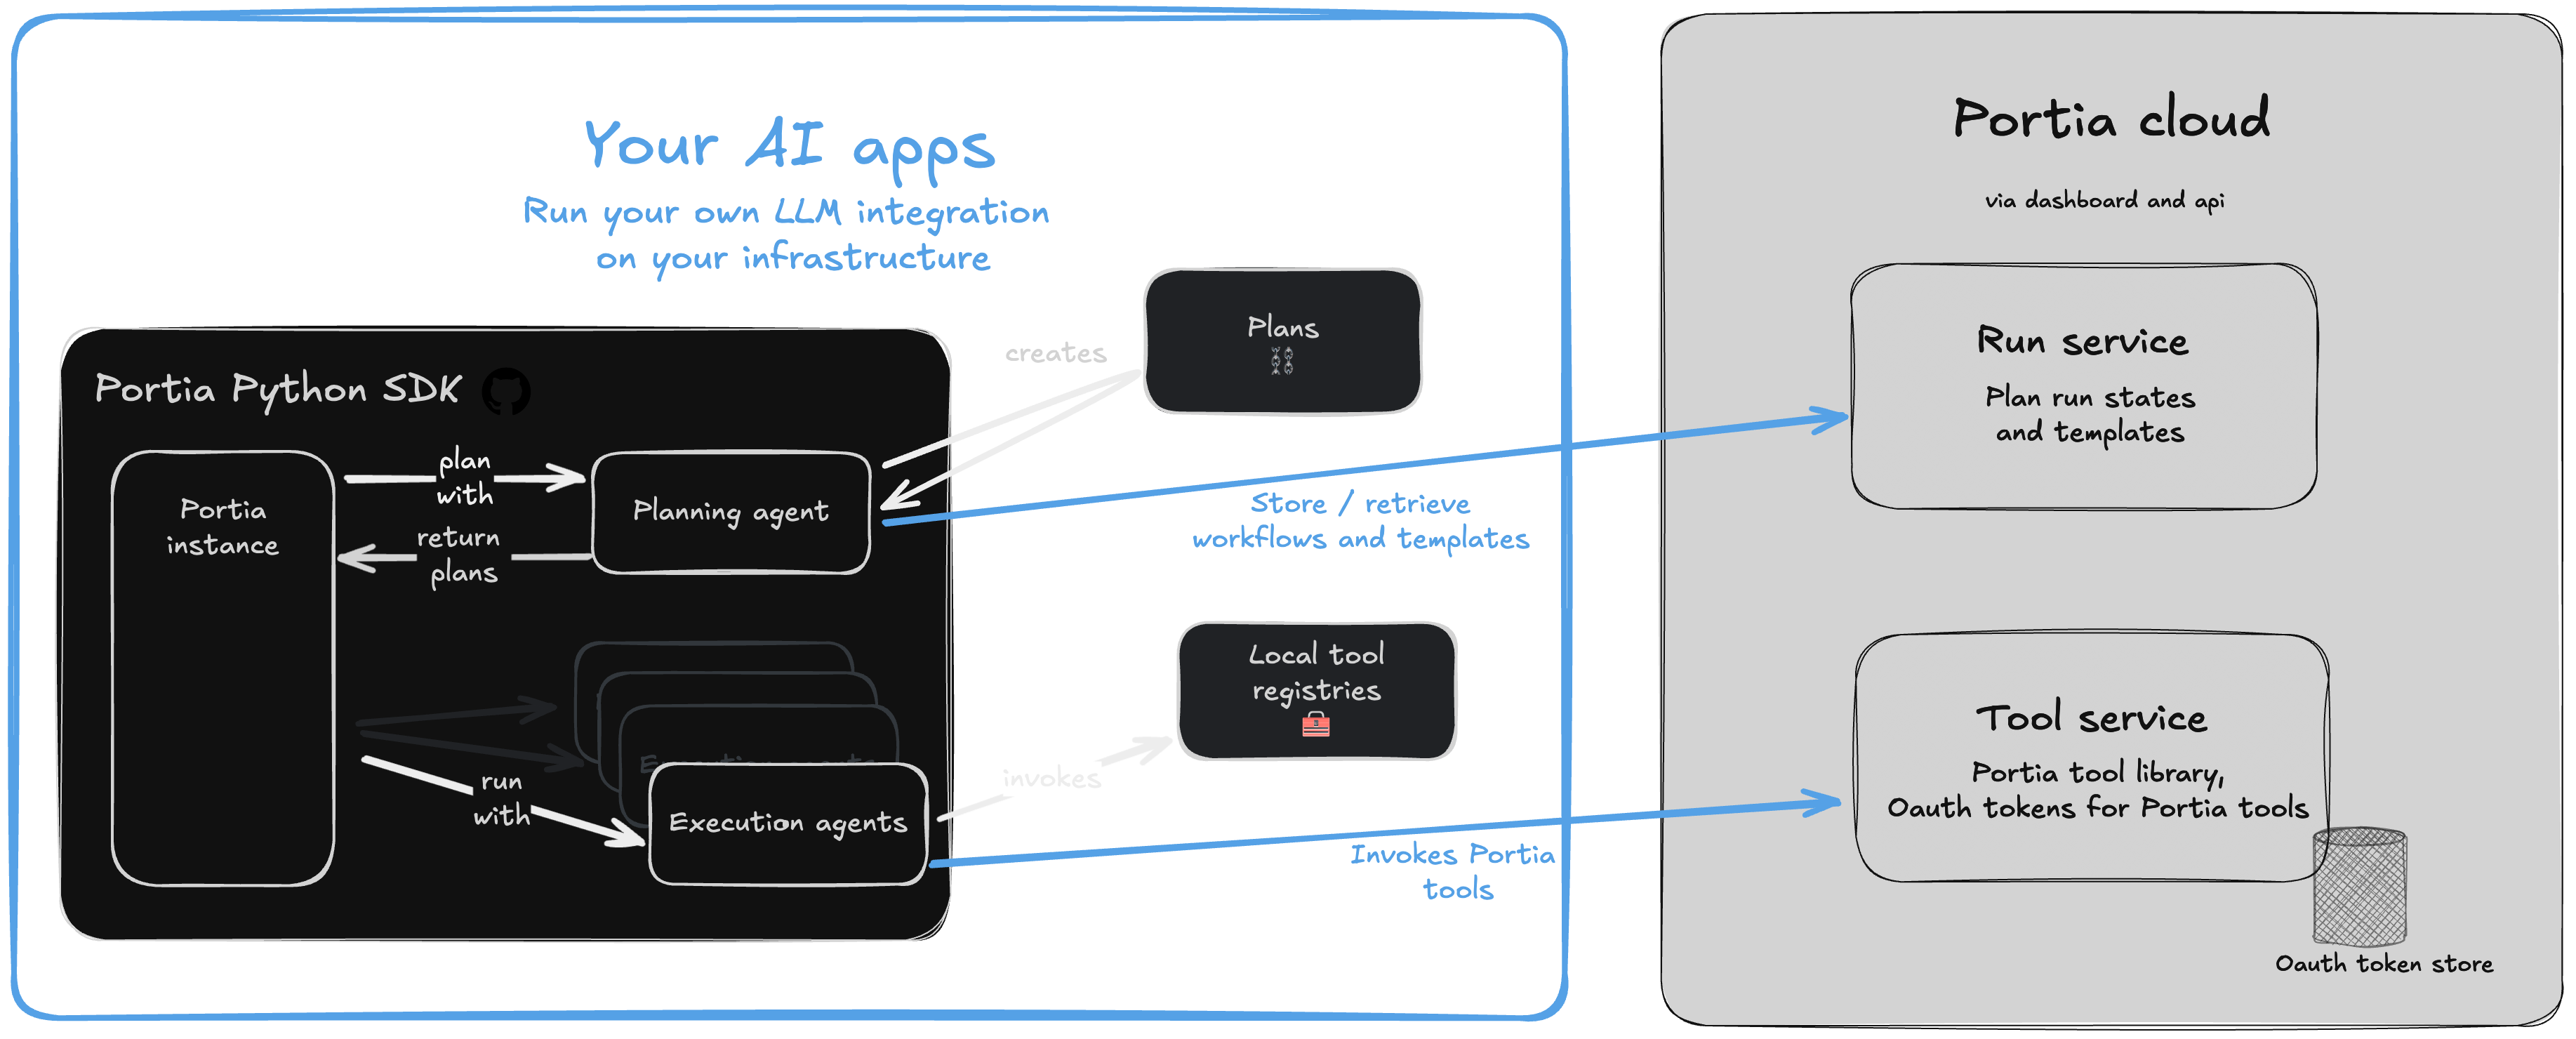 Your AI apps
Run your own LLM integration
on your infrastructure
Portia Python SDK
Portia
instance
plan
with
return
plans
Planning agent
creates
Plans
Store / retrieve
workflows and templates
run
with
Execution agents
Execution agents
invokes
Local tool
registries
Invokes Portia
tools
Portia cloud
via dashboard and api
Run service
Plan run states
and templates
Tool service
Portia tool library,
Oauth tokens for Portia tools
Oauth token store